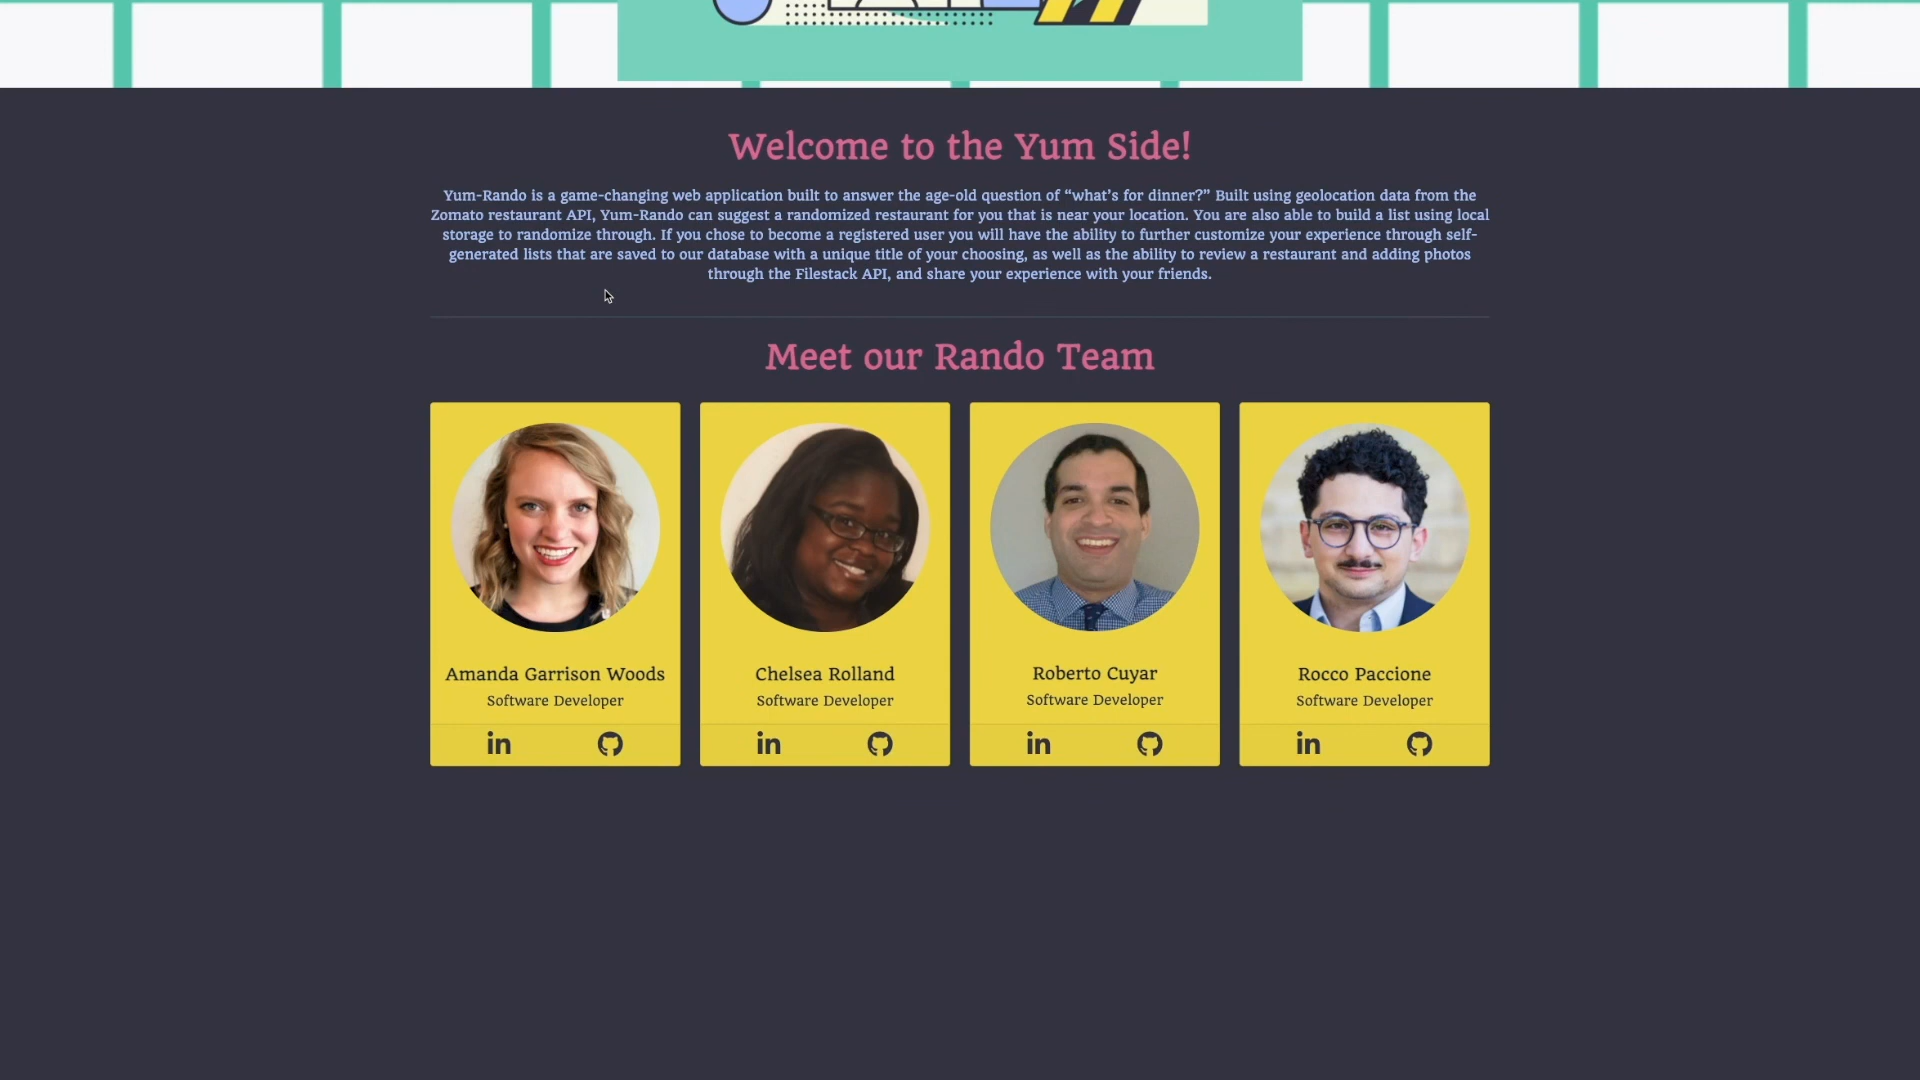 Welcome to the Yum Side!
Yum-Rando is a game-changing web application built to answer the age-old question of “what’s for dinner?” Built using geolocation data from the
Zomato restaurant API, Yum-Rando can suggest a randomized restaurant for you that is near your location. You are also able to build a list using local
storage to randomize through. If you chose to become a registered user you will have the ability to further customize your experience through self-
generated lists that are saved to our database with a unique title of your choosing, as well as the ability to review a restaurant and adding photos
through the Filestack API, and share your experience with your friends.
Meet our Rando Team
Amanda Garrison Woods
Software Developer
in
Chelsea Rolland
Software Developer
in
Roberto Cuyar
Software Developer
in
Rocco Paccione
Software Developer
in